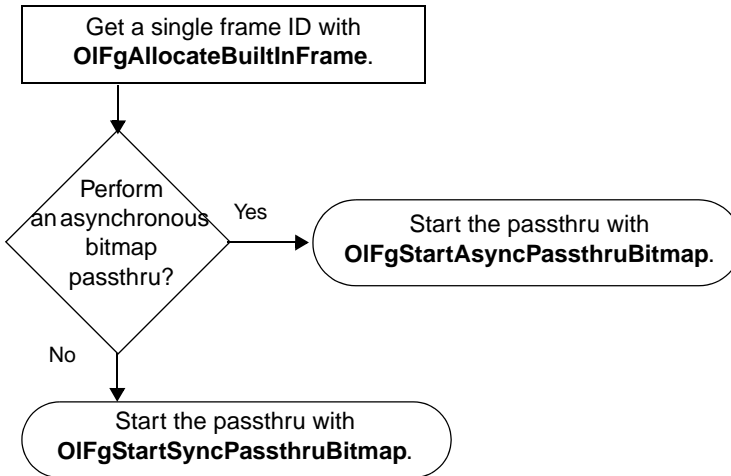 Get a single frame ID with
OlFgAllocateBuiltInFrame.
Perform
an asynchronous
bitmap
passthru?
Yes
Start the passthru with
OlFgStartAsyncPassthruBitmap.
No
Start the passthru with
OlFgStartSyncPassthruBitmap.